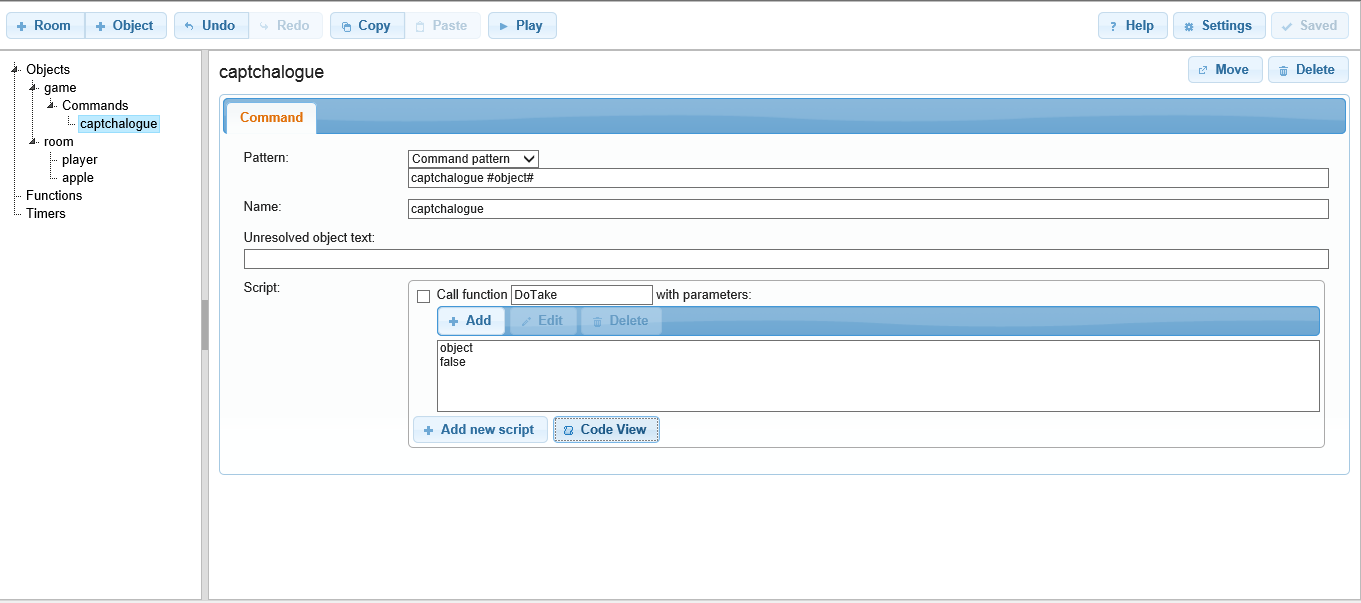 Room Object Undo Redo Copy Paste Play Help Settings Saved
Objects
game
Commands
captchalogue
room
player
apple
Functions
Timers
captchalogue Move Delete
Command
Pattern: Command pattern
captchalogue #object#
Name: captchalogue
Unresolved object text:
Script: Call function DoTake with parameters:
Add Edit Delete
object
false
Add new script Code View